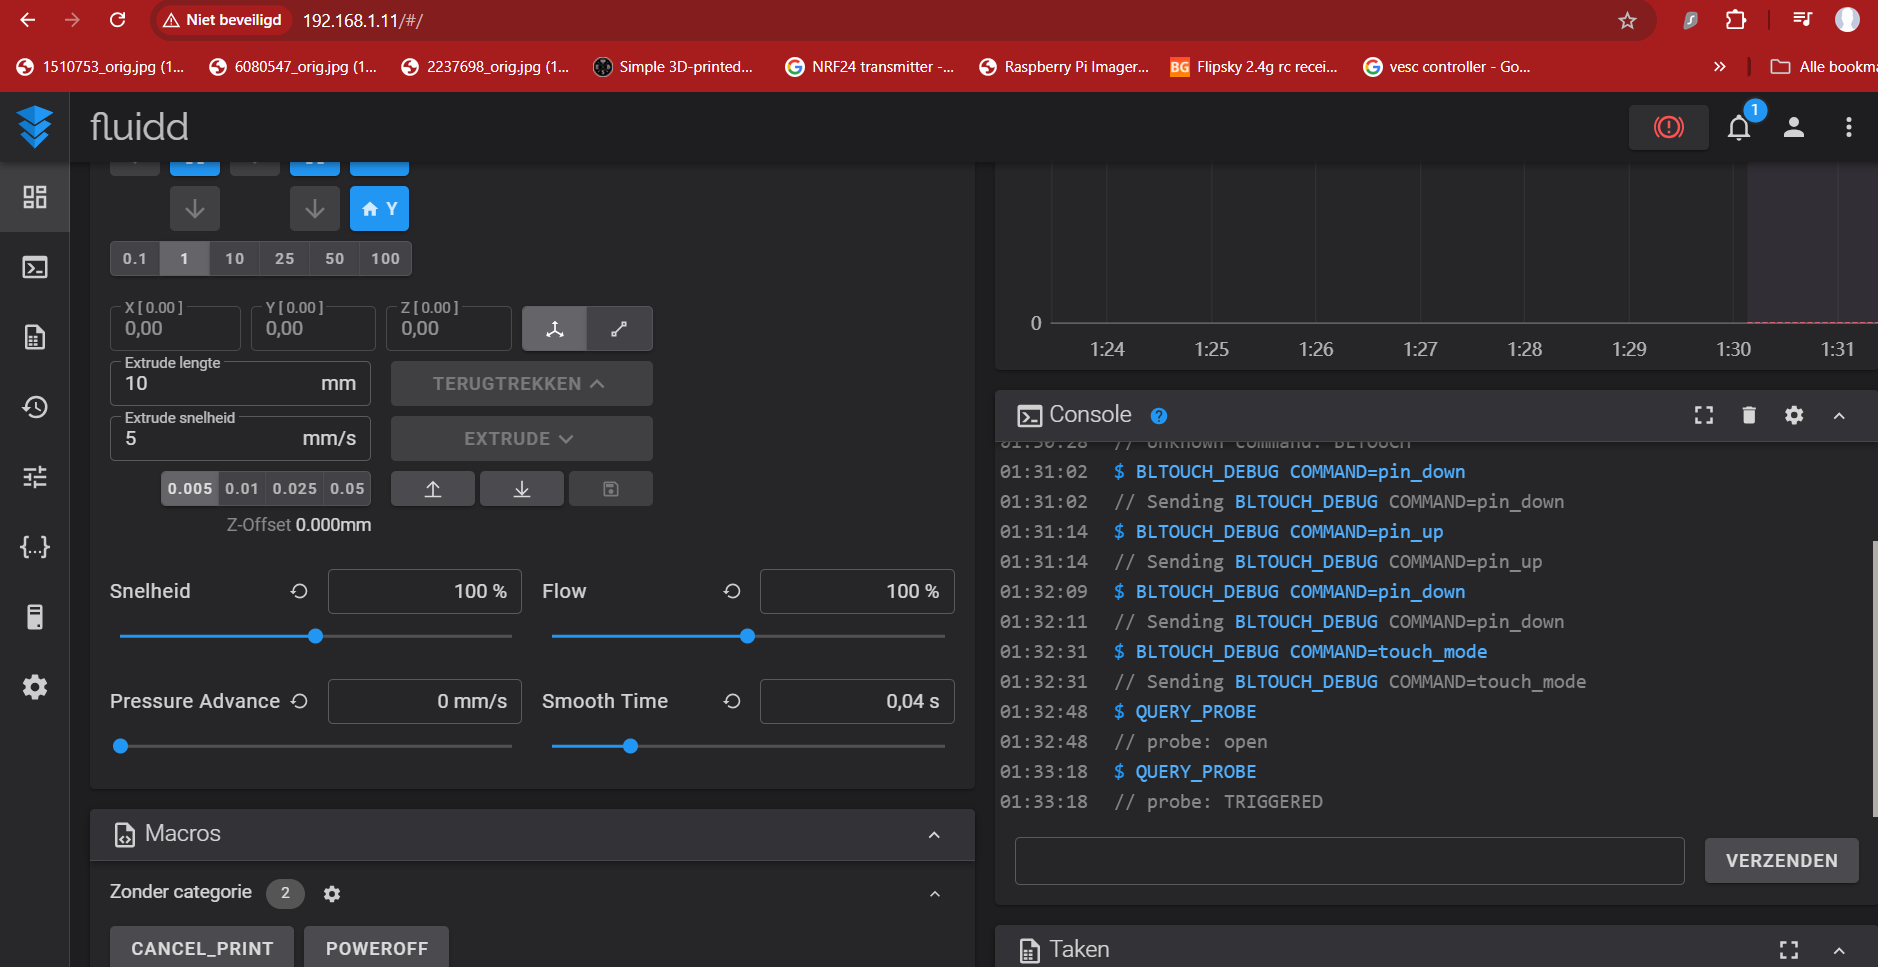 Niet beveiligd 192.168.1.11/#/
1510753_orig.jpg (1... 6080547_orig.jpg (1... 2237698_orig.jpg (1... Simple 3D-printed... NRF24 transmitter -... Raspberry Pi Imager... BG Flipsky 2.4g rc recei... vesc controller - Go... » Alle bookma
fluidd
1
Y
0.1 1 10 25 50 100
X [ 0.00 ] Y [ 0.00 ] Z [ 0.00 ]
0,00 0,00 0,00
Extrude lengte
10 mm TERUGTREKKEN
Extrude snelheid
5 mm/s EXTRUDE
0.005 0.01 0.025 0.05
Z-Offset 0.000mm
Snelheid 100 % Flow 100 %
Pressure Advance 0 mm/s Smooth Time 0,04 s
Macros
Zonder categorie 2
CANCEL_PRINT POWEROFF
0
1:24 1:25 1:26 1:27 1:28 1:29 1:30 1:31
Console ?
01:30:28 // Unknown command: BLTOUCH
01:31:02 $ BLTOUCH_DEBUG COMMAND=pin_down
01:31:02 // Sending BLTOUCH_DEBUG COMMAND=pin_down
01:31:14 $ BLTOUCH_DEBUG COMMAND=pin_up
01:31:14 // Sending BLTOUCH_DEBUG COMMAND=pin_up
01:32:09 $ BLTOUCH_DEBUG COMMAND=pin_down
01:32:11 // Sending BLTOUCH_DEBUG COMMAND=pin_down
01:32:31 $ BLTOUCH_DEBUG COMMAND=touch_mode
01:32:31 // Sending BLTOUCH_DEBUG COMMAND=touch_mode
01:32:48 $ QUERY_PROBE
01:32:48 // probe: open
01:33:18 $ QUERY_PROBE
01:33:18 // probe: TRIGGERED
VERZENDEN
Taken